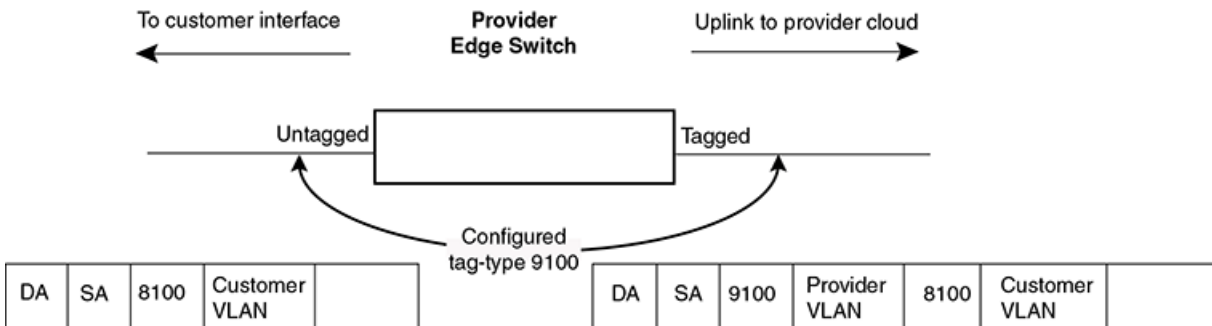 To customer interface
Provider
Edge Switch
Uplink to provider cloud
Untagged
Tagged
Configured
tag-type 9100
DA SA 8100 Customer VLAN
DA SA 9100 Provider VLAN 8100 Customer VLAN